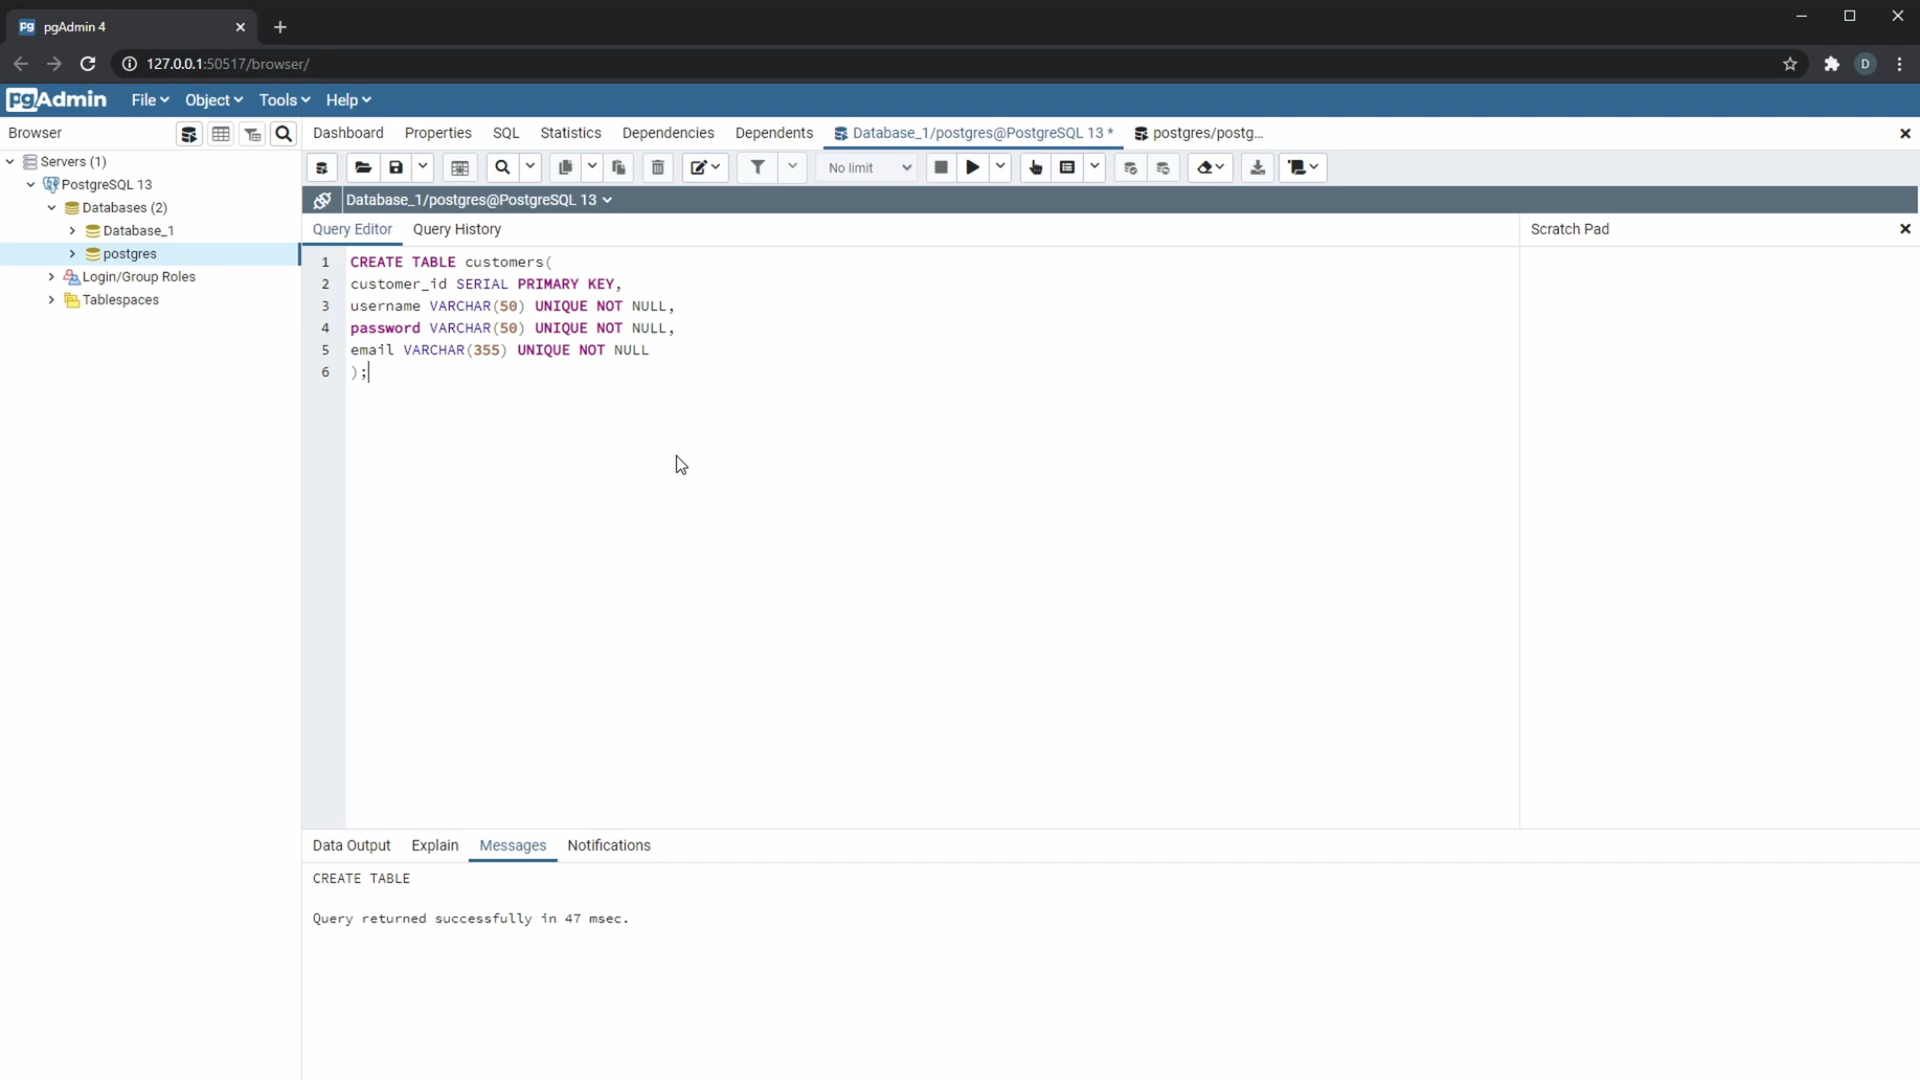 pgAdmin 4
127.0.0.1:50517/browser/
D
pgAdmin File Object Tools Help
Browser
Dashboard Properties SQL Statistics Dependencies Dependents Database_1/postgres@PostgreSQL 13 * postgres/postg...
Servers (1)
PostgreSQL 13
Databases (2)
Database_1
postgres
Login/Group Roles
Tablespaces
No limit
Database_1/postgres@PostgreSQL 13
Query Editor Query History
Scratch Pad
1 CREATE TABLE customers(
2 customer_id SERIAL PRIMARY KEY,
3 username VARCHAR(50) UNIQUE NOT NULL,
4 password VARCHAR(50) UNIQUE NOT NULL,
5 email VARCHAR(355) UNIQUE NOT NULL
6 );
Data Output Explain Messages Notifications
CREATE TABLE
Query returned successfully in 47 msec.